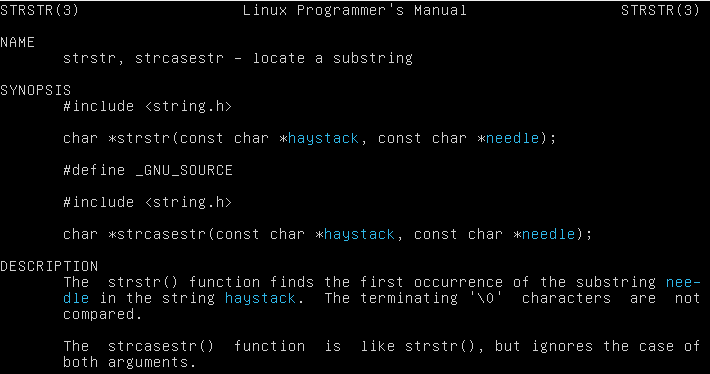 STRSTR(3) Linux Programmer's Manual STRSTR(3)
NAME
strstr, strcasestr - locate a substring
SYNOPSIS
#include <string.h>
char *strstr(const char *haystack, const char *needle);
#define _GNU_SOURCE
#include <string.h>
char *strcasestr(const char *haystack, const char *needle);
DESCRIPTION
The strstr() function finds the first occurrence of the substring nee-
dle in the string haystack. The terminating '\0' characters are not
compared.
The strcasestr() function is like strstr(), but ignores the case of
both arguments.